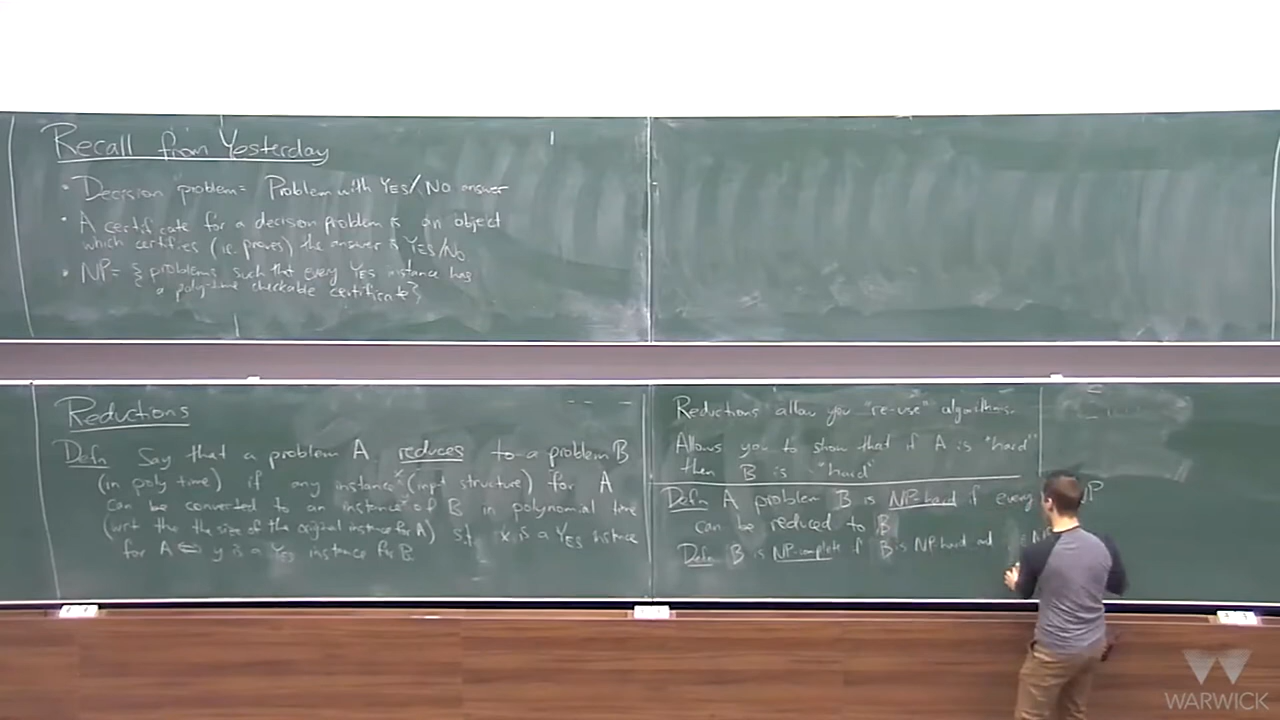 Recall from Yesterday
• Decision problem = Problem with YES/NO answer
• A certificate for a decision problem is an object
which certifies (i.e. proves) the answer is YES/NO
• NP = { problems such that every YES instance has
a poly-time checkable certificate }
Reductions
Defn Say that a problem A reduces to a problem B
(in poly time) if any instance x (input structure) for A
can be converted to an instance y of B in polynomial time
(wrt the the size of the original instance for A) s.t. x is a YES instance
for A ⟺ y is a YES instance for B.
Reductions allow you "re-use" algorithms.
Allows you to show that if A is "hard"
then B is "hard"
Defn A problem B is NP-hard if every NP
can be reduced to B
Defn B is NP-complete if B is NP-hard and
WARWICK